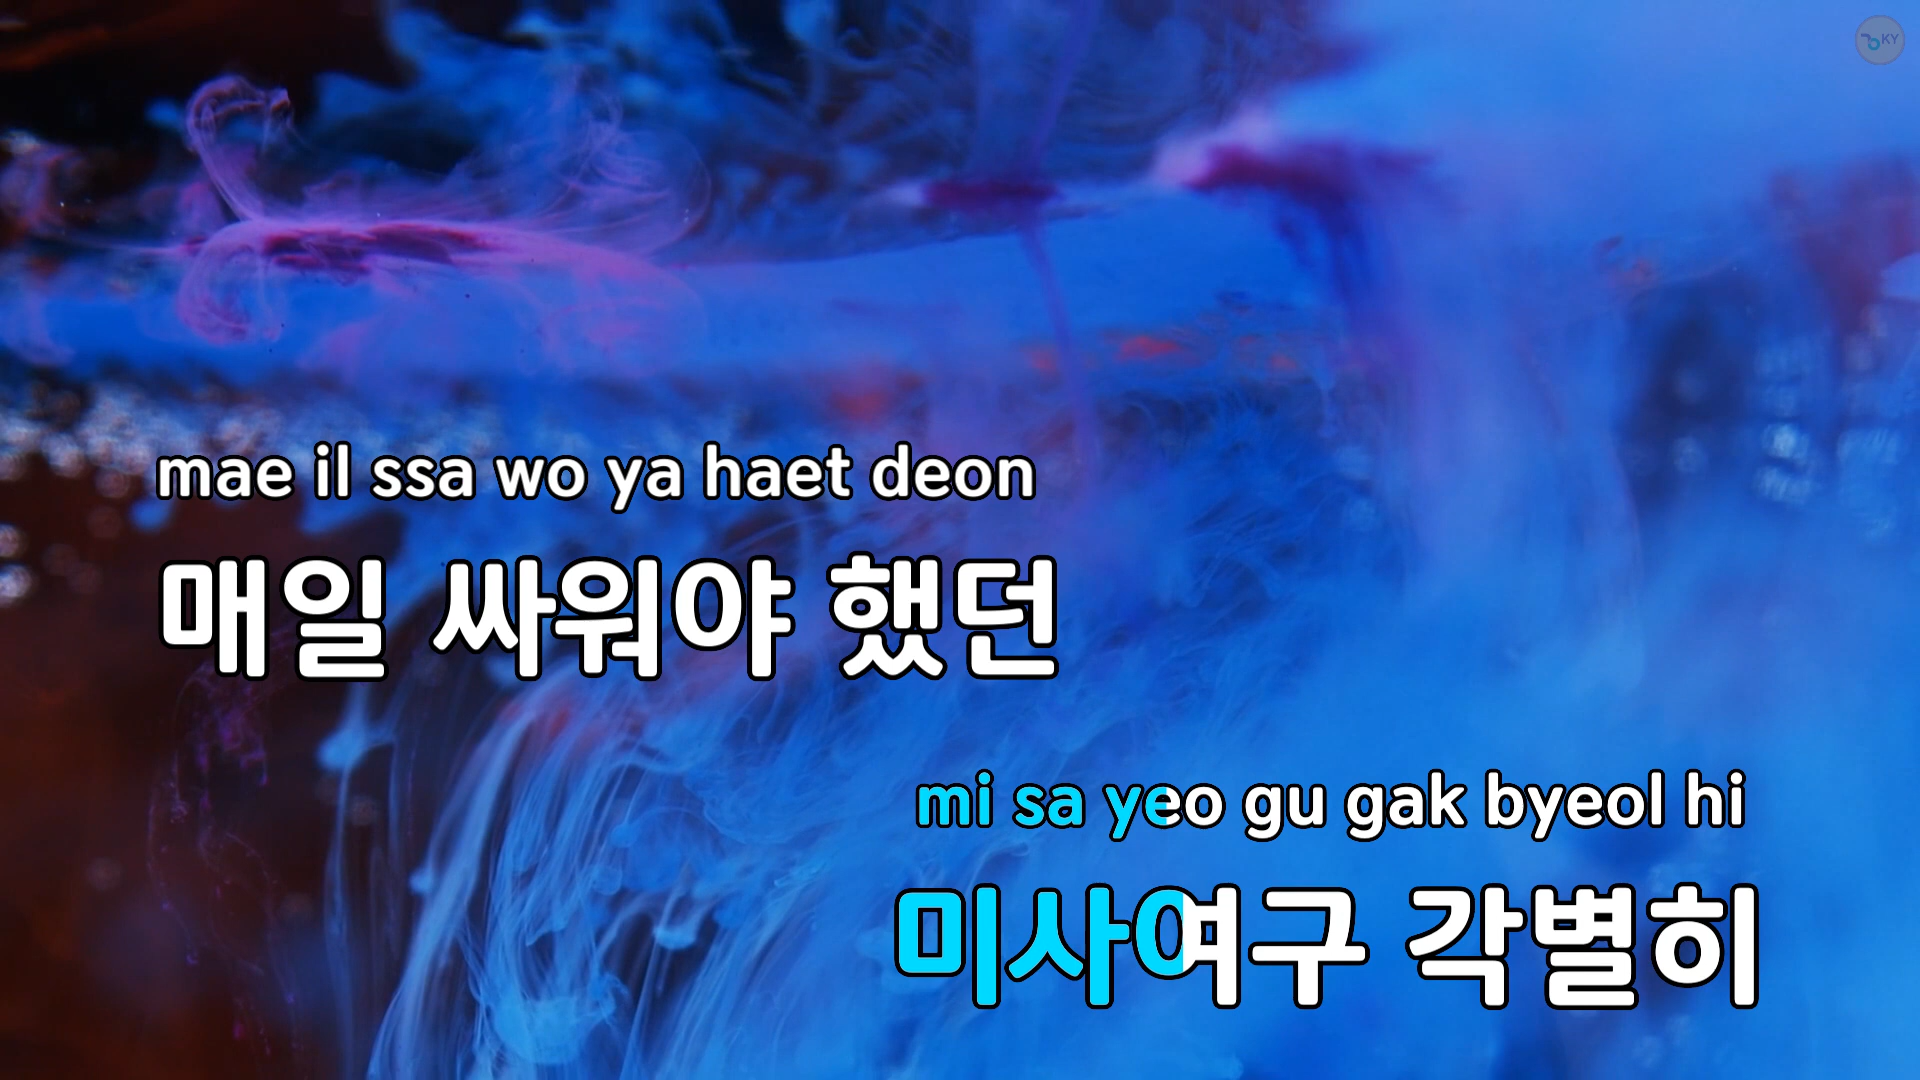 KY
mae il ssa wo ya haet deon
매일 싸워야 했던
mi sa yeo gu gak byeol hi
미사여구 각별히